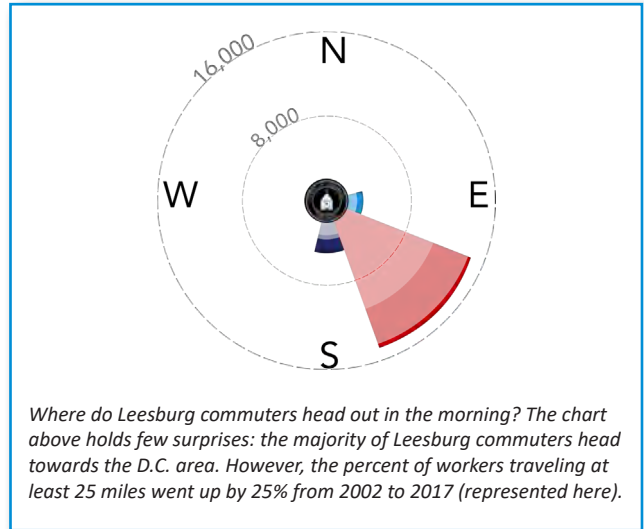 N
16,000
8,000
W
E
S
Where do Leesburg commuters head out in the morning? The chart
above holds few surprises: the majority of Leesburg commuters head
towards the D.C. area. However, the percent of workers traveling at
least 25 miles went up by 25% from 2002 to 2017 (represented here).